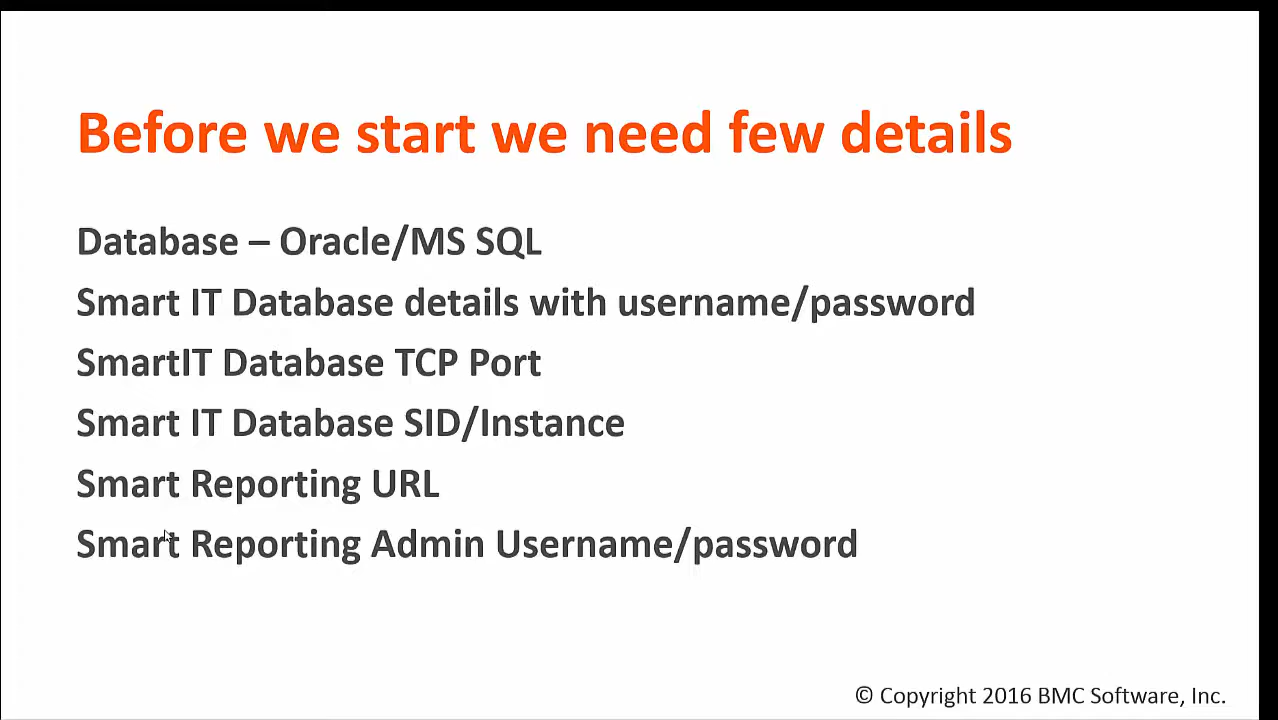 Before we start we need few details
Database – Oracle/MS SQL
Smart IT Database details with username/password
SmartIT Database TCP Port
Smart IT Database SID/Instance
Smart Reporting URL
Smart Reporting Admin Username/password
© Copyright 2016 BMC Software, Inc.